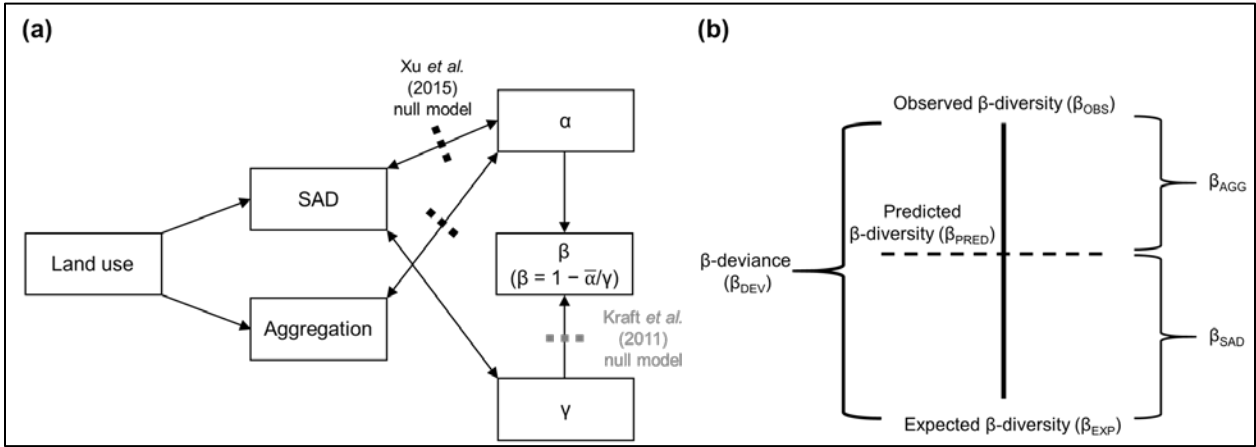 (a)
Xu et al.
(2015)
null model
α
SAD
Land use
β
(β = 1 − α̅/γ)
Aggregation
Kraft et al.
(2011)
null model
γ
(b)
Observed β-diversity (βOBS)
βAGG
Predicted
β-diversity (βPRED)
β-deviance
(βDEV)
βSAD
Expected β-diversity (βEXP)